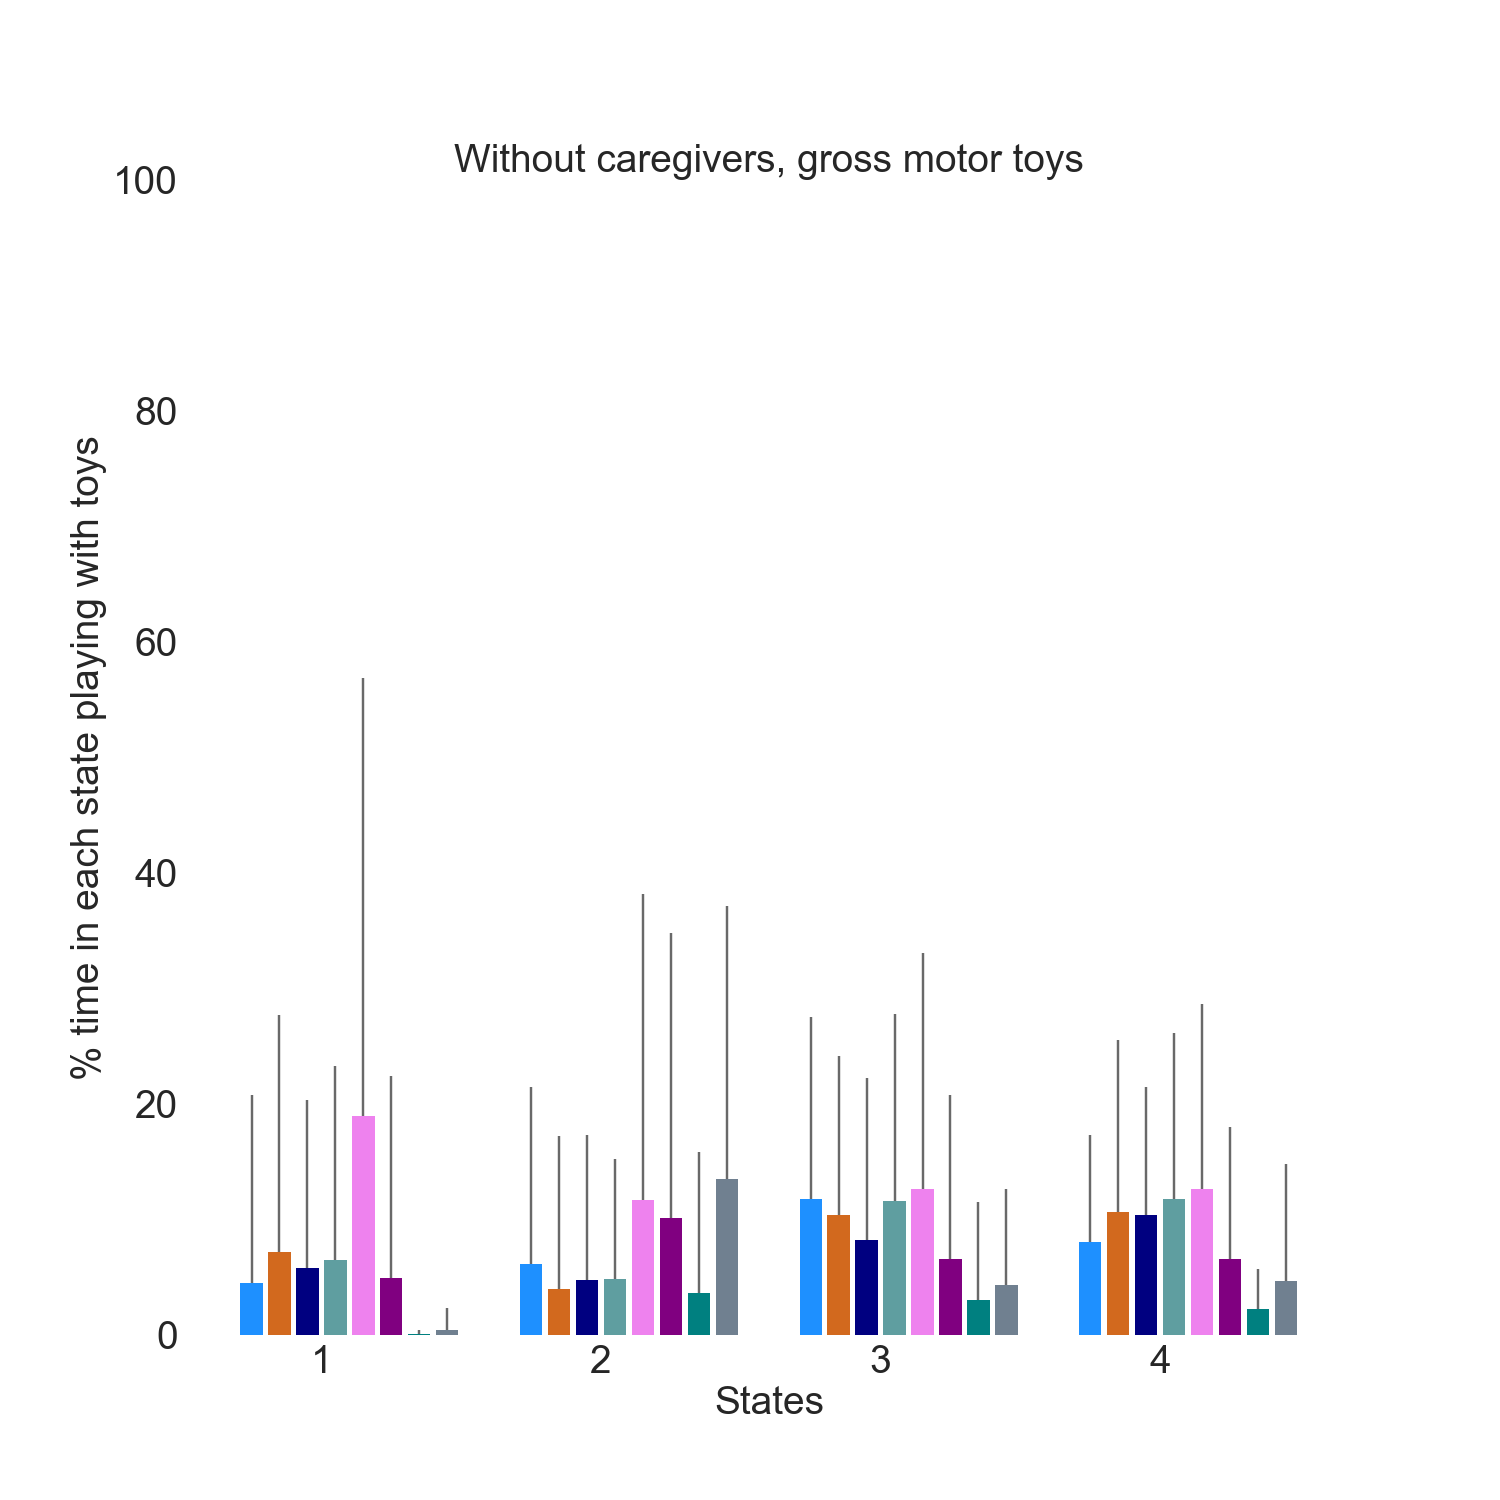 Without caregivers, gross motor toys
100
80
60
40
20
0
% time in each state playing with toys
1 2 3 4
States